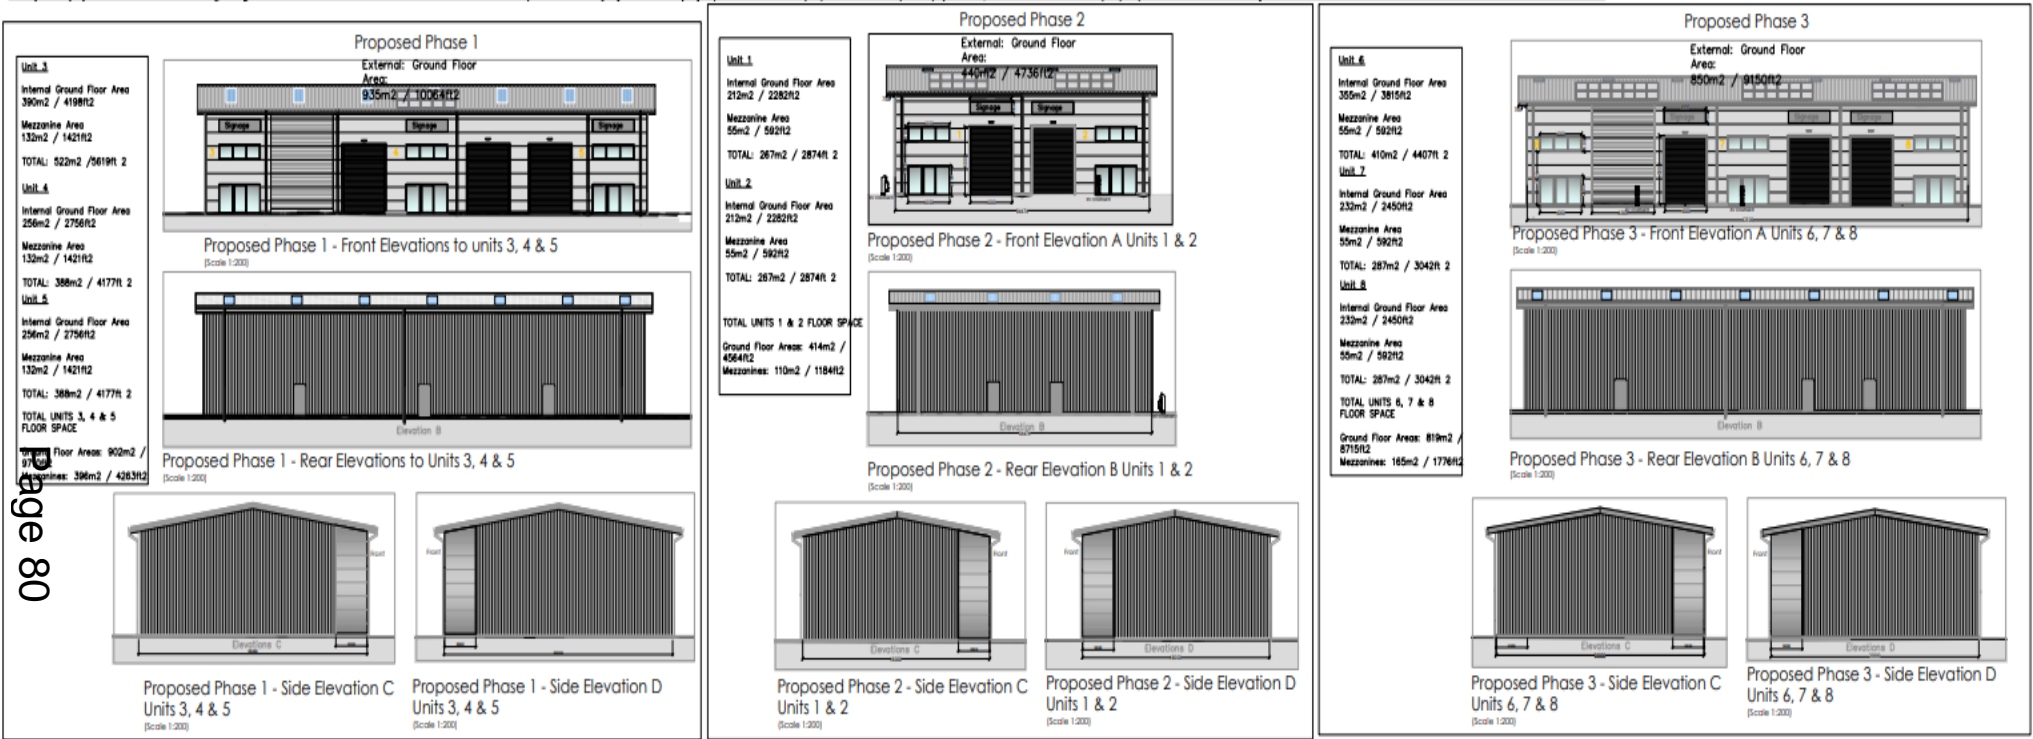 Proposed Phase 1
Unit 3
Internal Ground Floor Area
390m2 / 4198ft2
Mezzanine Area
132m2 / 1421ft2
TOTAL: 522m2 /5619ft 2
Unit 4
Internal Ground Floor Area
256m2 / 2756ft2
Mezzanine Area
132m2 / 1421ft2
TOTAL: 388m2 / 4177ft 2
Unit 5
Internal Ground Floor Area
256m2 / 2756ft2
Mezzanine Area
132m2 / 1421ft2
TOTAL: 388m2 / 4177ft 2
TOTAL UNITS 3, 4 & 5
FLOOR SPACE
Ground Floor Areas: 902m2 /
Mezzanines: 396m2 / 4263ft2
Page 80
External: Ground Floor
Area:
935m2 / 10064ft2
Signage
Signage
Signage
3
4
5
Proposed Phase 1 - Front Elevations to units 3, 4 & 5
(Scale 1:200)
Elevation B
Proposed Phase 1 - Rear Elevations to Units 3, 4 & 5
(Scale 1:200)
Front
Elevations C
Proposed Phase 1 - Side Elevation C
Units 3, 4 & 5
(Scale 1:200)
Front
Proposed Phase 1 - Side Elevation D
Units 3, 4 & 5
(Scale 1:200)
Proposed Phase 2
Unit 1
Internal Ground Floor Area
212m2 / 2282ft2
Mezzanine Area
55m2 / 592ft2
TOTAL: 267m2 / 2874ft 2
Unit 2
Internal Ground Floor Area
212m2 / 2282ft2
Mezzanine Area
55m2 / 592ft2
TOTAL: 267m2 / 2874ft 2
TOTAL UNITS 1 & 2 FLOOR SPACE
Ground Floor Areas: 414m2 /
4564ft2
Mezzanines: 110m2 / 1184ft2
External: Ground Floor
Area:
440m2 / 4736ft2
Signage
Signage
1
2
Proposed Phase 2 - Front Elevation A Units 1 & 2
(Scale 1:200)
Elevation B
Proposed Phase 2 - Rear Elevation B Units 1 & 2
(Scale 1:200)
Front
Elevations C
Proposed Phase 2 - Side Elevation C
Units 1 & 2
(Scale 1:200)
Front
Elevations D
Proposed Phase 2 - Side Elevation D
Units 1 & 2
(Scale 1:200)
Proposed Phase 3
Unit 6
Internal Ground Floor Area
355m2 / 3815ft2
Mezzanine Area
55m2 / 592ft2
TOTAL: 410m2 / 4407ft 2
Unit 7
Internal Ground Floor Area
232m2 / 2450ft2
Mezzanine Area
55m2 / 592ft2
TOTAL: 287m2 / 3042ft 2
Unit 8
Internal Ground Floor Area
232m2 / 2450ft2
Mezzanine Area
55m2 / 592ft2
TOTAL: 287m2 / 3042ft 2
TOTAL UNITS 6, 7 & 8
FLOOR SPACE
Ground Floor Areas: 819m2 /
8715ft2
Mezzanines: 165m2 / 1776ft2
External: Ground Floor
Area:
850m2 / 9150ft2
Signage
Signage
Signage
7
8
Proposed Phase 3 - Front Elevation A Units 6, 7 & 8
(Scale 1:200)
Elevation B
Proposed Phase 3 - Rear Elevation B Units 6, 7 & 8
(Scale 1:200)
Front
Elevations C
Proposed Phase 3 - Side Elevation C
Units 6, 7 & 8
(Scale 1:200)
Front
Elevations D
Proposed Phase 3 - Side Elevation D
Units 6, 7 & 8
(Scale 1:200)